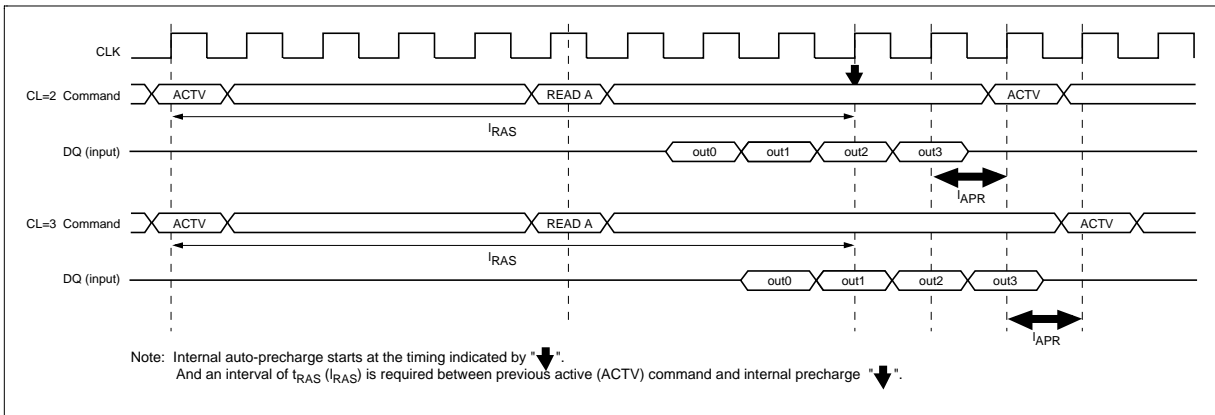 CLK
CL=2 Command ACTV READ A ACTV
lRAS
DQ (input) out0 out1 out2 out3
lAPR
CL=3 Command ACTV READ A ACTV
lRAS
DQ (input) out0 out1 out2 out3
lAPR
Note: Internal auto-precharge starts at the timing indicated by " ".
And an interval of tRAS (lRAS) is required between previous active (ACTV) command and internal precharge " ".